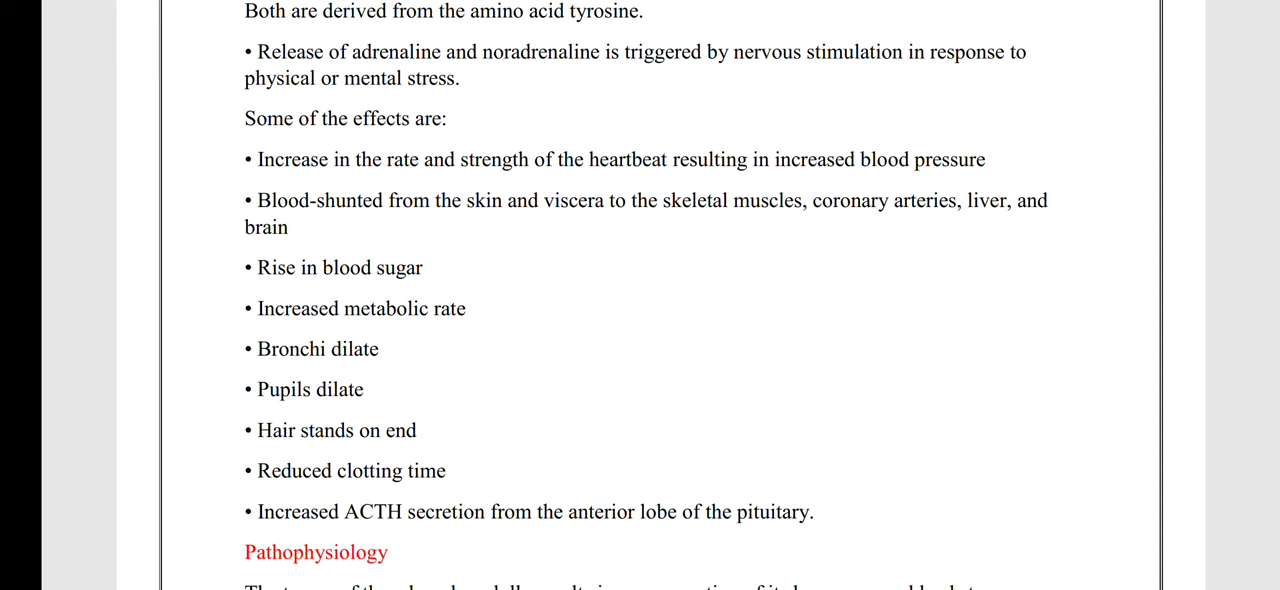 Both are derived from the amino acid tyrosine.
• Release of adrenaline and noradrenaline is triggered by nervous stimulation in response to
physical or mental stress.
Some of the effects are:
• Increase in the rate and strength of the heartbeat resulting in increased blood pressure
• Blood-shunted from the skin and viscera to the skeletal muscles, coronary arteries, liver, and
brain
• Rise in blood sugar
• Increased metabolic rate
• Bronchi dilate
• Pupils dilate
• Hair stands on end
• Reduced clotting time
• Increased ACTH secretion from the anterior lobe of the pituitary.
Pathophysiology